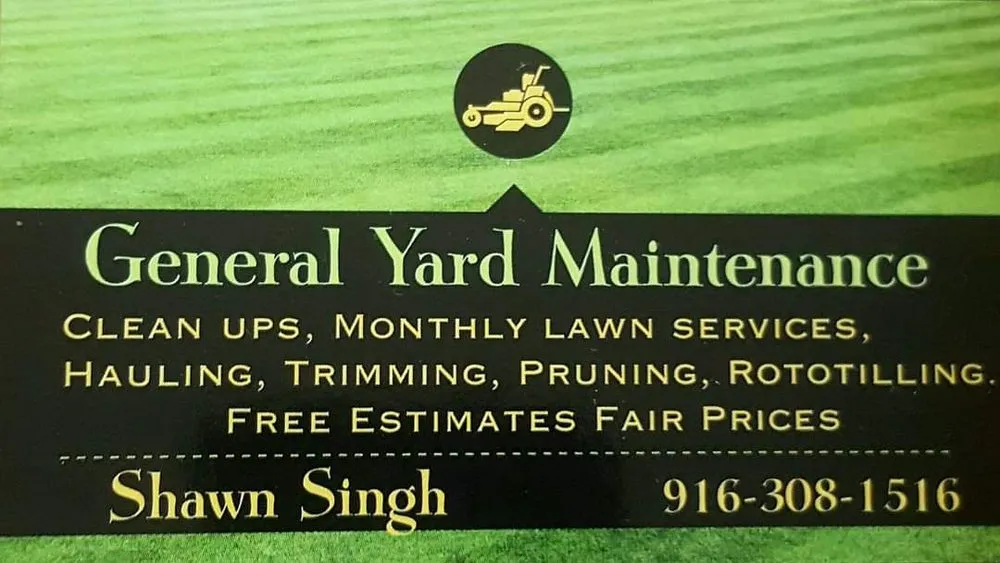 General Yard Maintenance
Clean ups, Monthly lawn services,
Hauling, Trimming, Pruning, Rototilling.
Free Estimates Fair Prices
Shawn Singh 916-308-1516